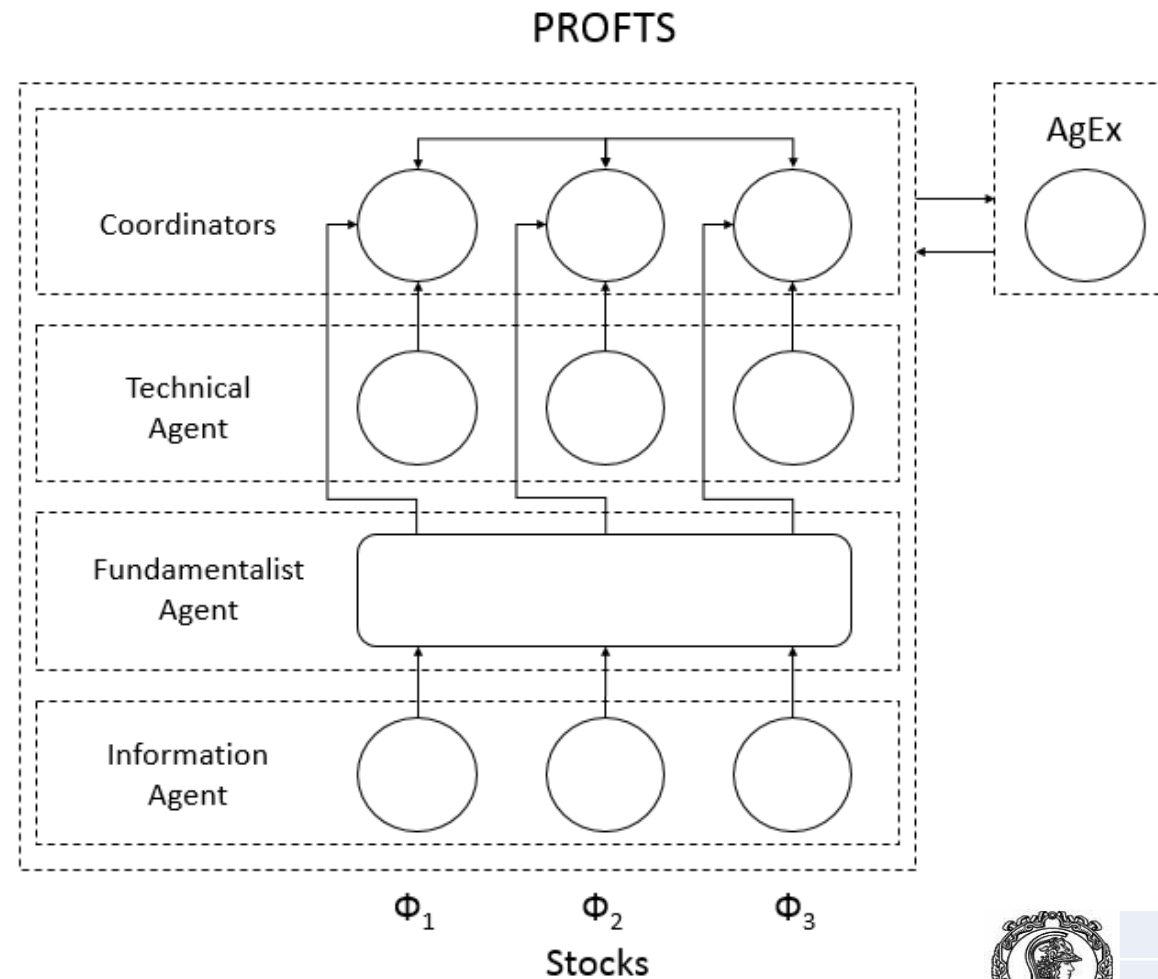 PROFTS
AgEx
Coordinators
Technical
Agent
Fundamentalist
Agent
Information
Agent
Φ1 Φ2 Φ3
Stocks